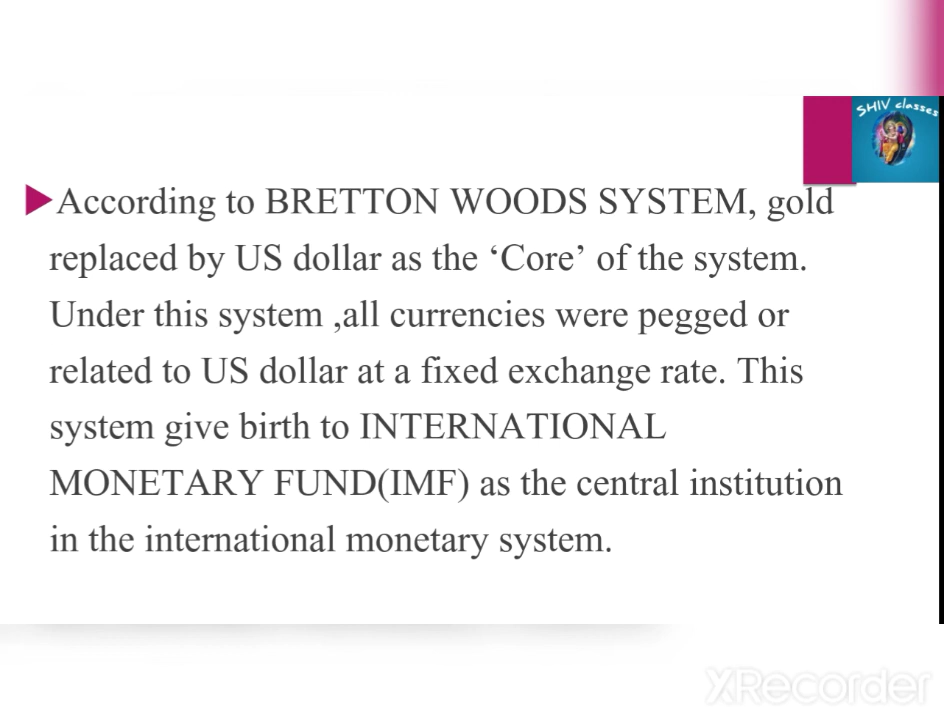 SHIV classes
▶According to BRETTON WOODS SYSTEM, gold
replaced by US dollar as the ‘Core’ of the system.
Under this system ,all currencies were pegged or
related to US dollar at a fixed exchange rate. This
system give birth to INTERNATIONAL
MONETARY FUND(IMF) as the central institution
in the international monetary system.
XRecorder